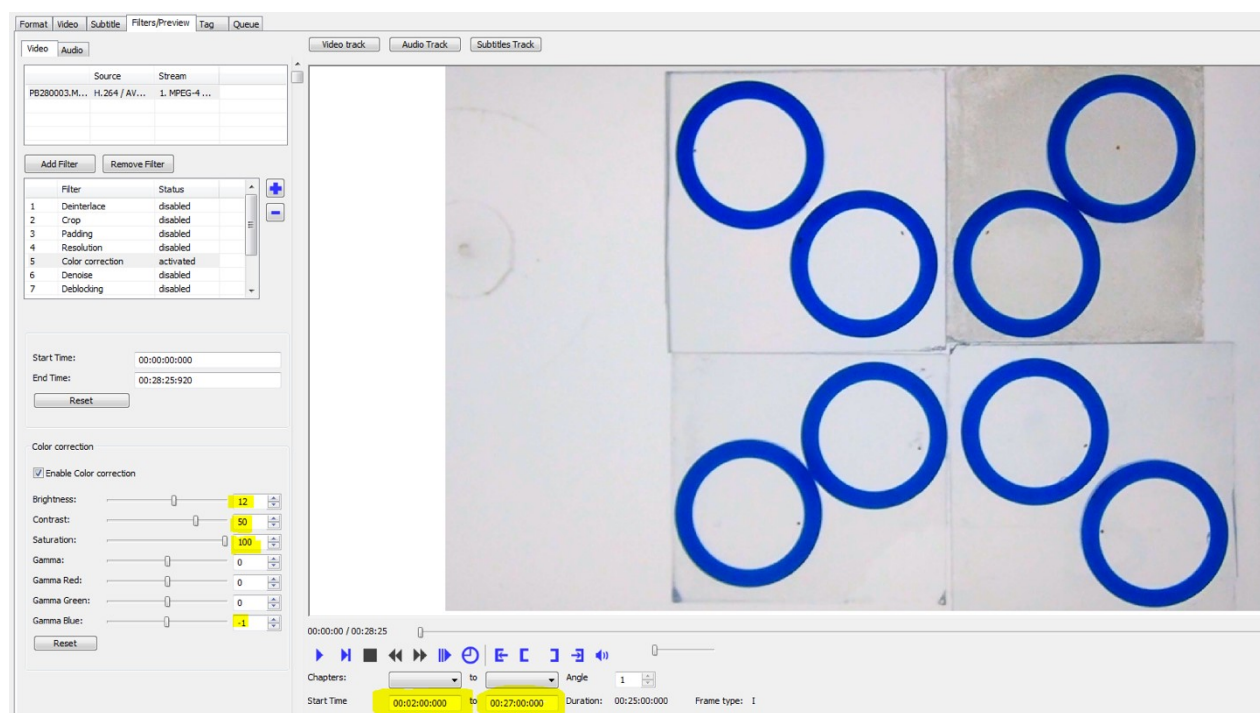 Format Video Subtitle Filters/Preview Tag Queue
Video Audio
Video track Audio Track Subtitles Track
Source Stream
PB280003.M... H.264 / AV... 1. MPEG-4 ...
Add Filter Remove Filter
Filter Status
1 Deinterlace disabled
2 Crop disabled
3 Padding disabled
4 Resolution disabled
5 Color correction activated
6 Denoise disabled
7 Deblocking disabled
Start Time: 00:00:00:000
End Time: 00:28:25:920
Reset
Color correction
Enable Color correction
Brightness: 12
Contrast: 50
Saturation: 100
Gamma: 0
Gamma Red: 0
Gamma Green: 0
Gamma Blue: -1
Reset
00:00:00 / 00:28:25
Chapters: to Angle 1
Start Time 00:02:00:000 to 00:27:00:000 Duration: 00:25:00:000 Frame type: I